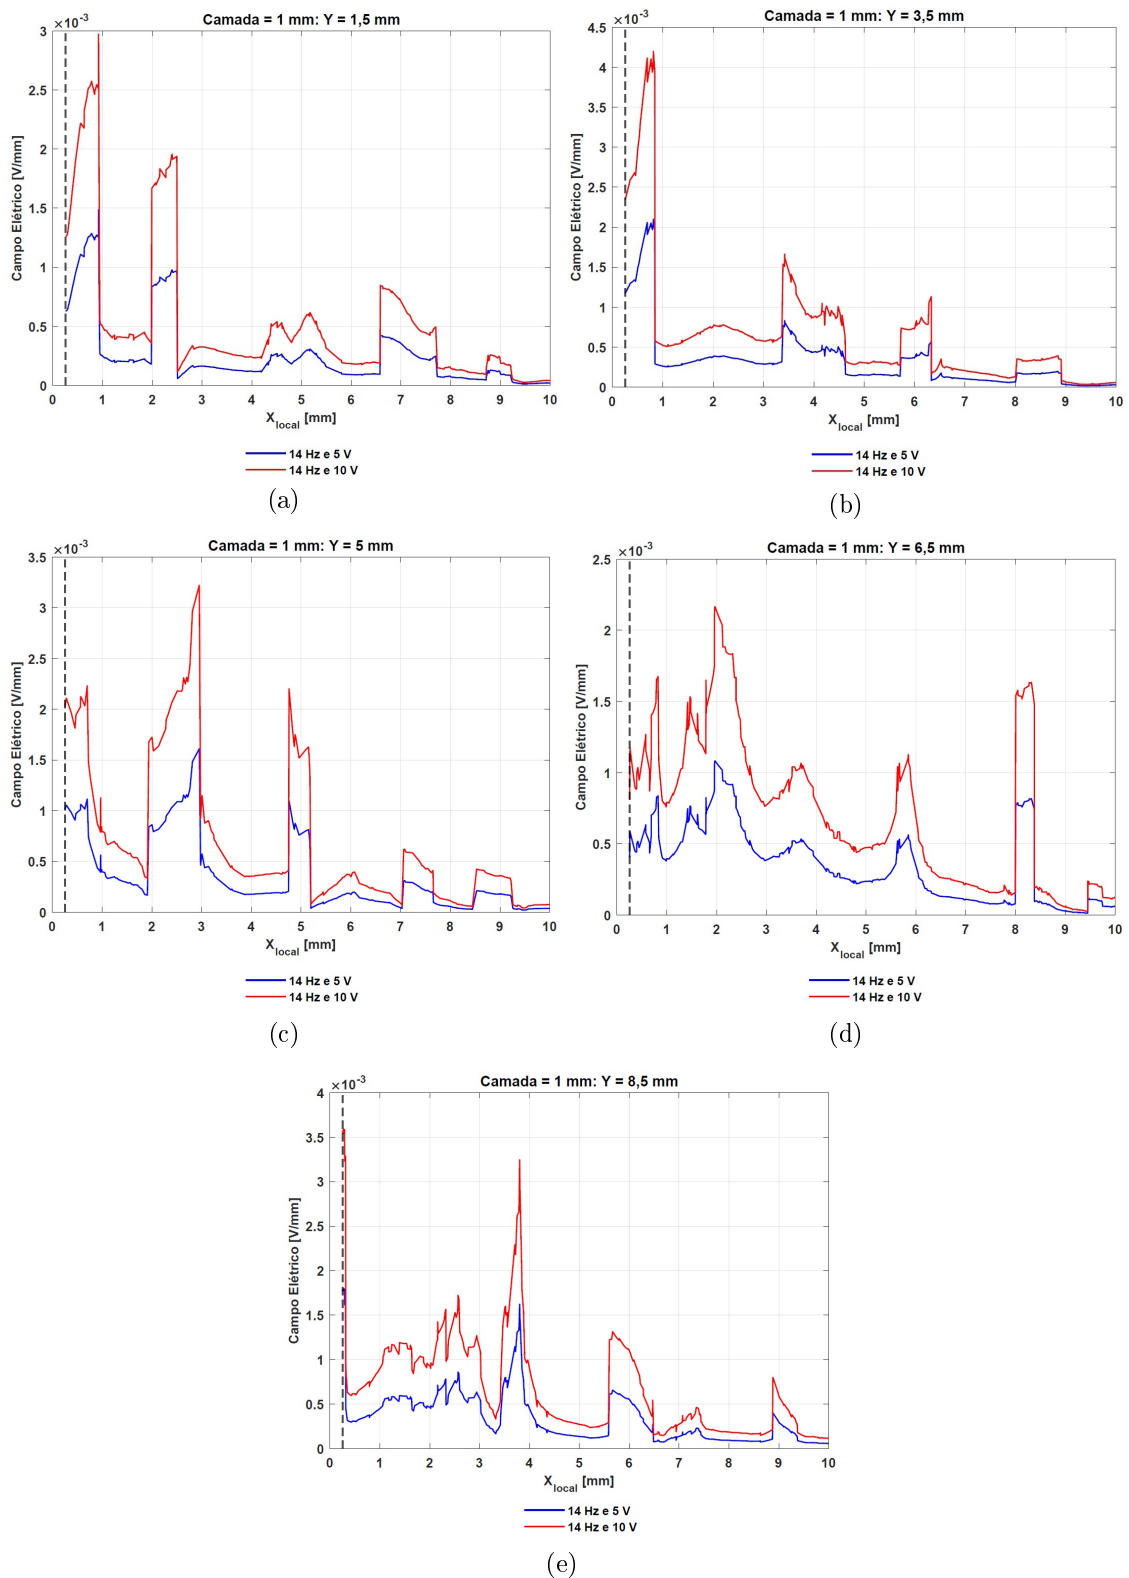 Camada = 1 mm: Y = 1,5 mm
×10-3
3
2.5
2
1.5
1
0.5
0
Campo Elétrico [V/mm]
0 1 2 3 4 5 6 7 8 9 10
Xlocal [mm]
14 Hz e 5 V
14 Hz e 10 V
(a)
Camada = 1 mm: Y = 3,5 mm
×10-3
4.5
4
3.5
3
2.5
2
1.5
1
0.5
0
Campo Elétrico [V/mm]
0 1 2 3 4 5 6 7 8 9 10
Xlocal [mm]
14 Hz e 5 V
14 Hz e 10 V
(b)
Camada = 1 mm: Y = 5 mm
×10-3
3.5
3
2.5
2
1.5
1
0.5
0
Campo Elétrico [V/mm]
0 1 2 3 4 5 6 7 8 9 10
Xlocal [mm]
14 Hz e 5 V
14 Hz e 10 V
(c)
Camada = 1 mm: Y = 6,5 mm
×10-3
2.5
2
1.5
1
0.5
0
Campo Elétrico [V/mm]
0 1 2 3 4 5 6 7 8 9 10
Xlocal [mm]
14 Hz e 5 V
14 Hz e 10 V
(d)
Camada = 1 mm: Y = 8,5 mm
×10-3
4
3.5
3
2.5
2
1.5
1
0.5
0
Campo Elétrico [V/mm]
0 1 2 3 4 5 6 7 8 9 10
Xlocal [mm]
14 Hz e 5 V
14 Hz e 10 V
(e)